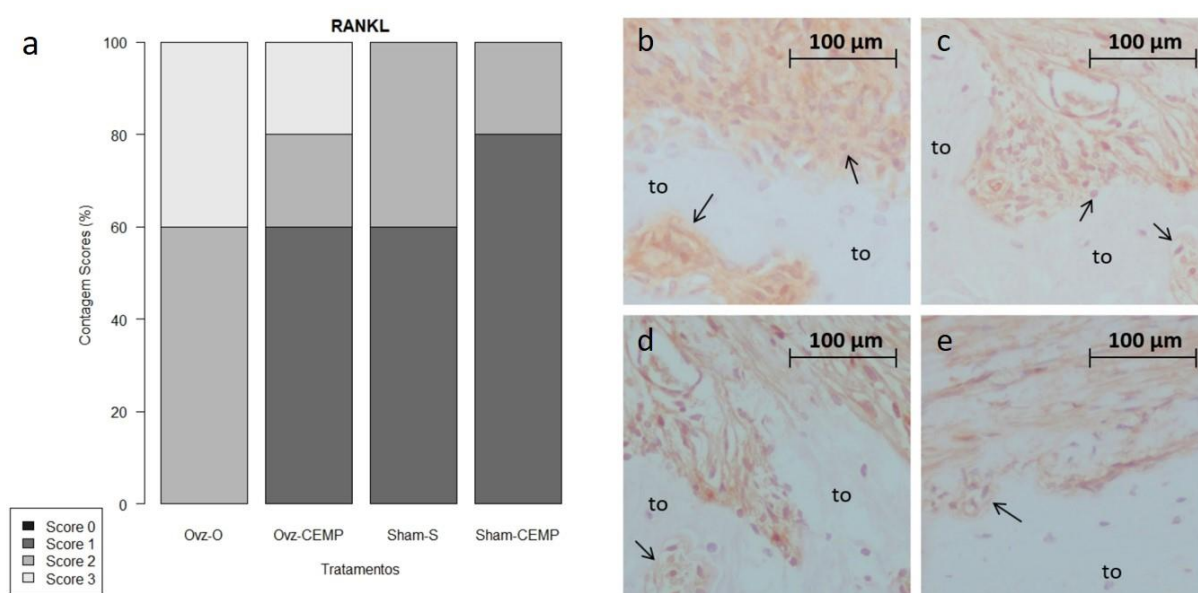 a
RANKL
100
80
60
40
20
0
Contagem Scores (%)
Ovz-O Ovz-CEMP Sham-S Sham-CEMP
Tratamentos
Score 0
Score 1
Score 2
Score 3
b
100 µm
to
to
to
c
100 µm
to
to
d
100 µm
to
to
e
100 µm
to